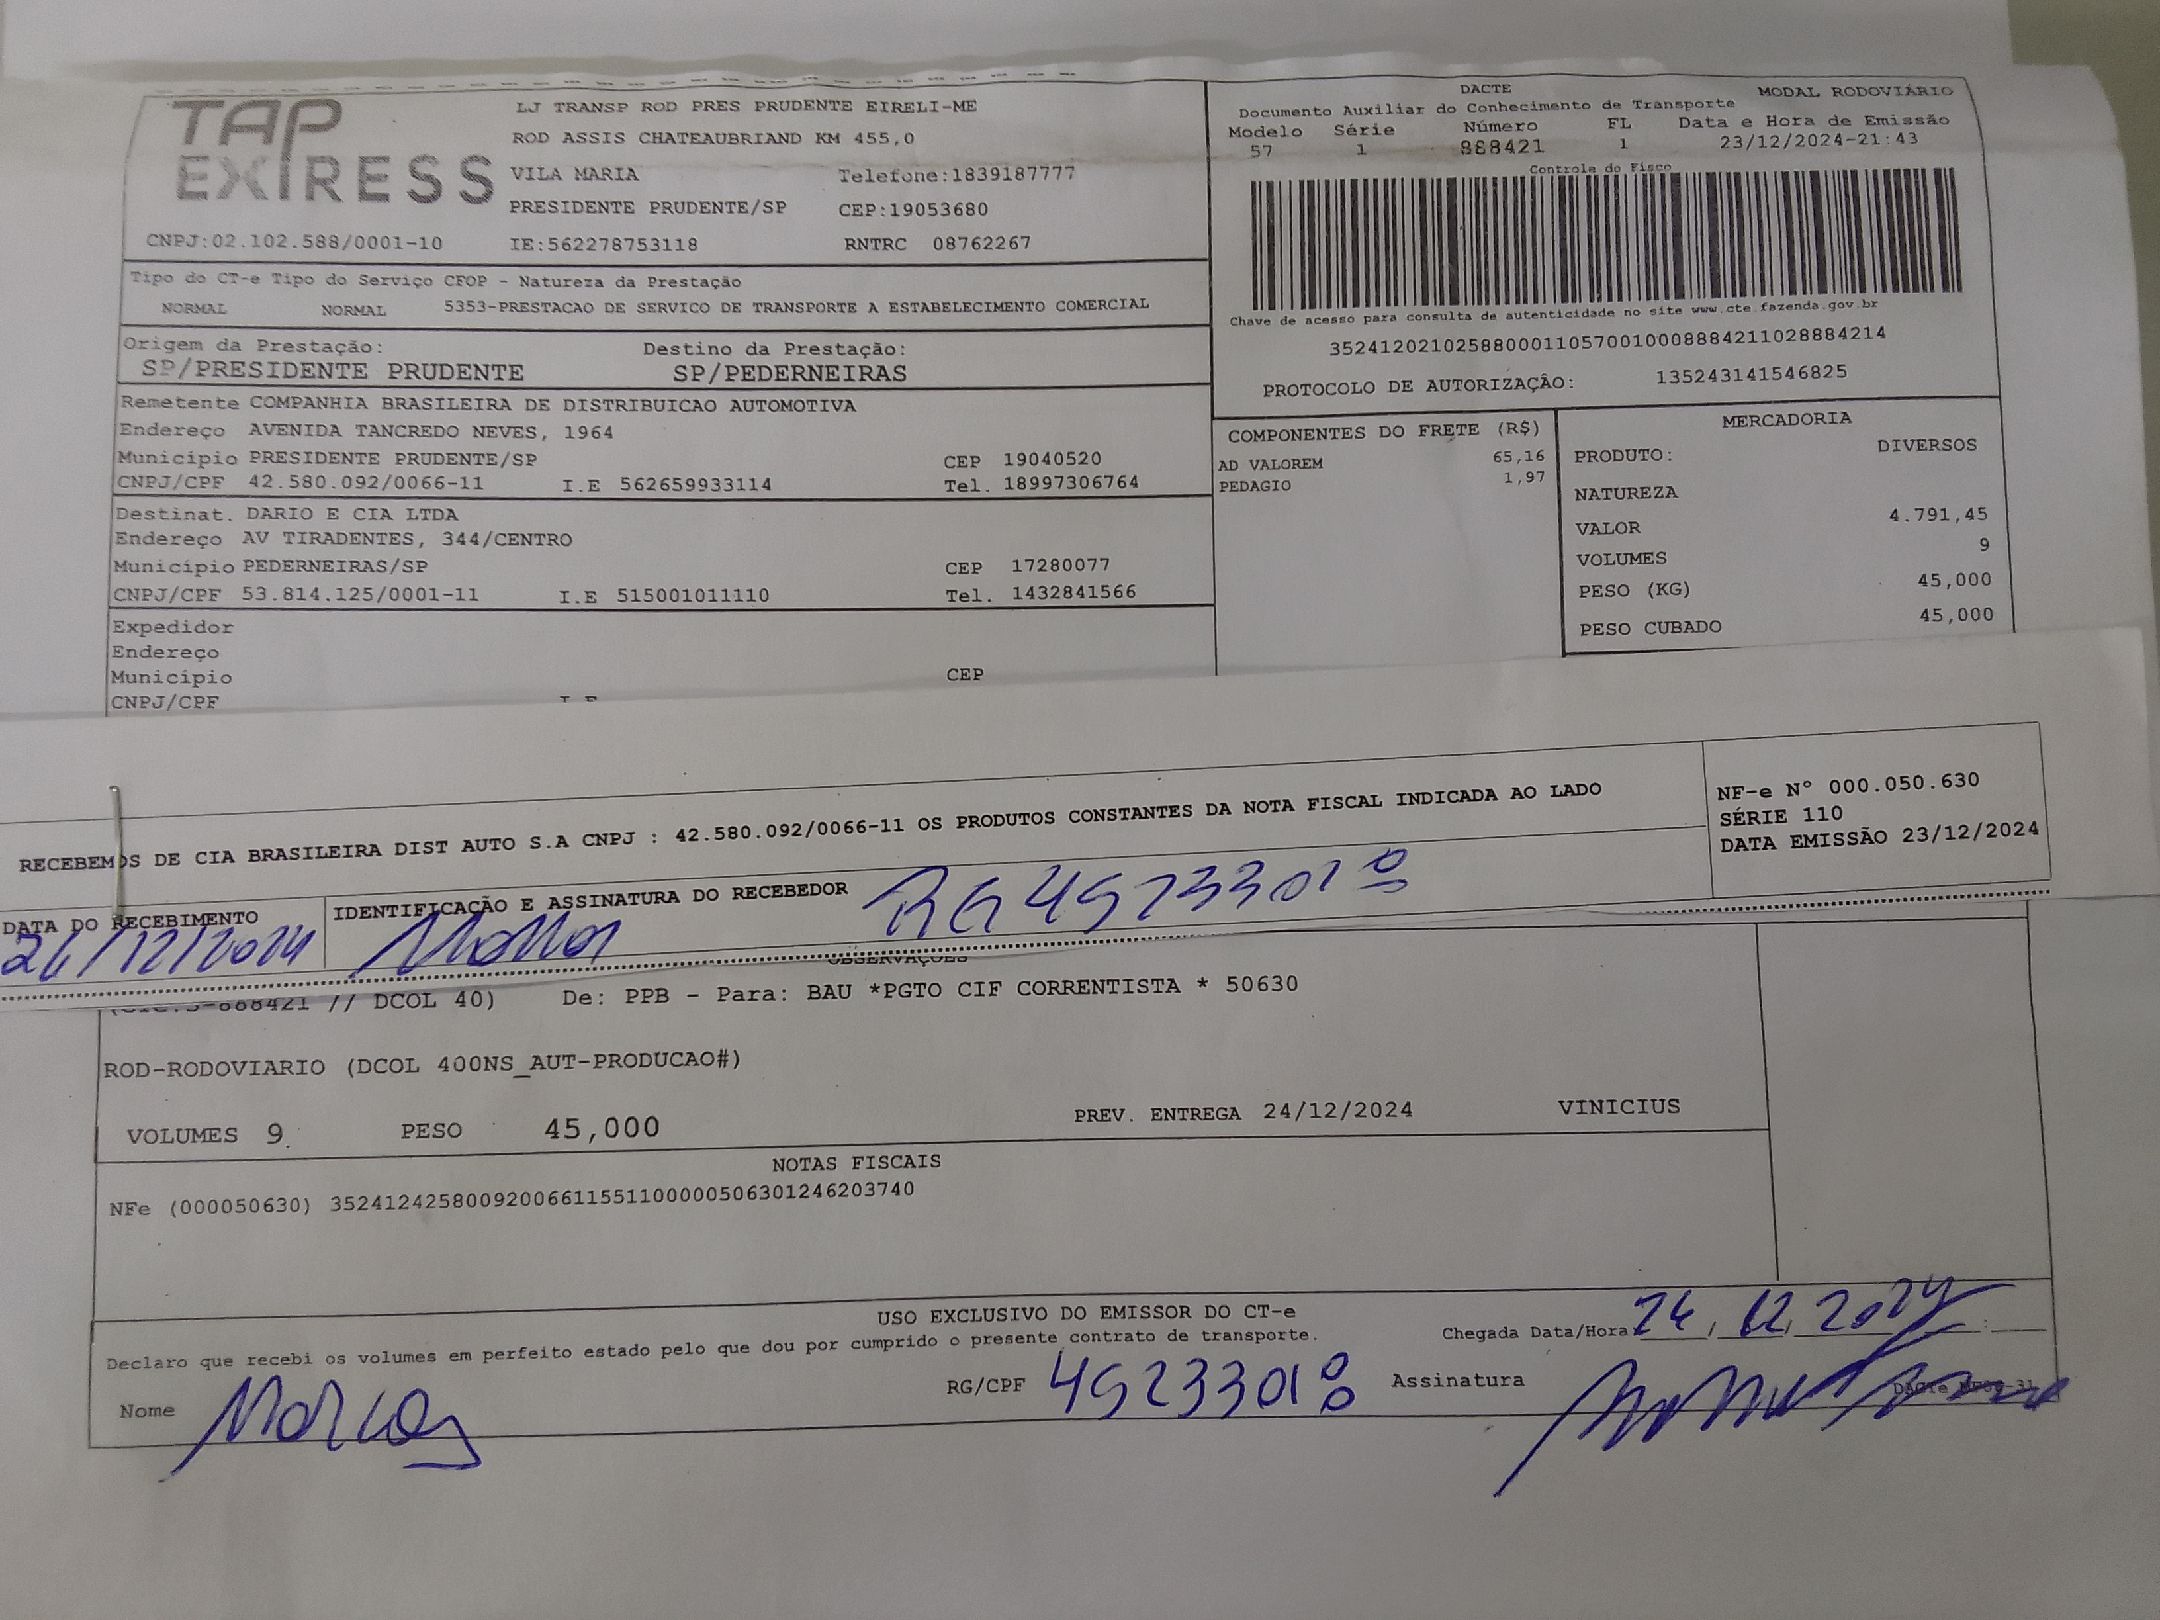 TAP EXPRESS
LJ TRANSP ROD PRES PRUDENTE EIRELI-ME
ROD ASSIS CHATEAUBRIAND KM 455,0
VILA MARIA Telefone:1839187777
PRESIDENTE PRUDENTE/SP CEP:19053680
CNPJ:02.102.588/0001-10 IE:562278753118 RNTRC 08762267
DACTE MODAL RODOVIÁRIO
Documento Auxiliar do Conhecimento de Transporte
Modelo Série Número FL Data e Hora de Emissão
57 1 888421 1 23/12/2024-21:43
Controle do Fisco
Chave de acesso para consulta de autenticidade no site www.cte.fazenda.gov.br
35241202102588000110570010008884211028884214
PROTOCOLO DE AUTORIZAÇÃO: 135243141546825
Tipo do CT-e Tipo do Serviço CFOP - Natureza da Prestação
NORMAL NORMAL 5353-PRESTACAO DE SERVICO DE TRANSPORTE A ESTABELECIMENTO COMERCIAL
Origem da Prestação: Destino da Prestação:
SP/PRESIDENTE PRUDENTE SP/PEDERNEIRAS
Remetente COMPANHIA BRASILEIRA DE DISTRIBUICAO AUTOMOTIVA
Endereço AVENIDA TANCREDO NEVES, 1964
Município PRESIDENTE PRUDENTE/SP CEP 19040520
CNPJ/CPF 42.580.092/0066-11 I.E 562659933114 Tel. 18997306764
Destinat. DARIO E CIA LTDA
Endereço AV TIRADENTES, 344/CENTRO
Município PEDERNEIRAS/SP CEP 17280077
CNPJ/CPF 53.814.125/0001-11 I.E 515001011110 Tel. 1432841566
Expedidor
Endereço
Município CEP
CNPJ/CPF
COMPONENTES DO FRETE (R$)
AD VALOREM 65,16
PEDAGIO 1,97
MERCADORIA
PRODUTO: DIVERSOS
NATUREZA
VALOR 4.791,45
VOLUMES 9
PESO (KG) 45,000
PESO CUBADO 45,000
RECEBEMOS DE CIA BRASILEIRA DIST AUTO S.A CNPJ : 42.580.092/0066-11 OS PRODUTOS CONSTANTES DA NOTA FISCAL INDICADA AO LADO
NF-e Nº 000.050.630
SÉRIE 110
DATA EMISSÃO 23/12/2024
DATA DO RECEBIMENTO IDENTIFICAÇÃO E ASSINATURA DO RECEBEDOR
24/12/2024 RG 45233018
OBSERVAÇÕES
888421 // DCOL 40) De: PPB - Para: BAU *PGTO CIF CORRENTISTA * 50630
ROD-RODOVIARIO (DCOL 400NS_AUT-PRODUCAO#)
VOLUMES 9 PESO 45,000 PREV. ENTREGA 24/12/2024 VINICIUS
NOTAS FISCAIS
NFe (000050630) 35241242580092006611551100000506301246203740
USO EXCLUSIVO DO EMISSOR DO CT-e
Declaro que recebi os volumes em perfeito estado pelo que dou por cumprido o presente contrato de transporte.
Chegada Data/Hora 24, 12, 2024
Nome Marcos RG/CPF 45233018 Assinatura